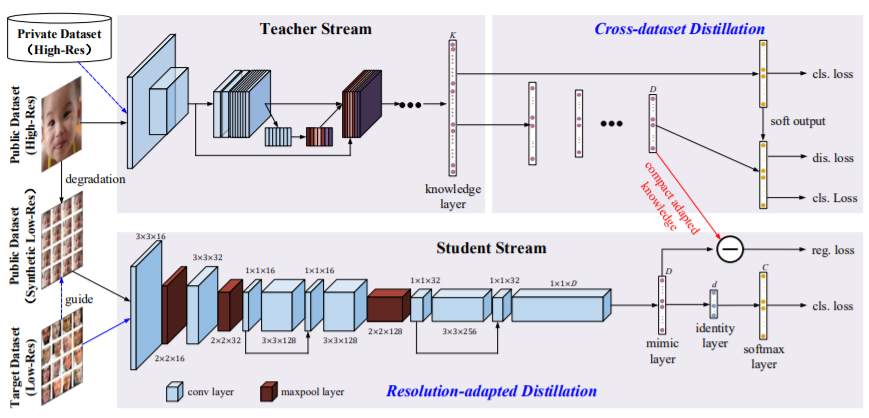 Private Dataset
(High-Res)
Teacher Stream
Cross-dataset Distillation
Public Dataset
(High-Res)
K
D
cls. loss
soft output
dis. loss
cls. Loss
knowledge
layer
compact adapted
knowledge
degradation
Public Dataset
(Synthetic Low-Res)
guide
Target Dataset
(Low-Res)
Student Stream
3×3×16
2×2×16
3×3×32
2×2×32
1×1×16
3×3×128
1×1×16
3×3×128
2×2×128
1×1×32
3×3×256
1×1×32
1×1×D
D
d
C
reg. loss
cls. loss
mimic
layer
identity
layer
softmax
layer
conv layer
maxpool layer
Resolution-adapted Distillation